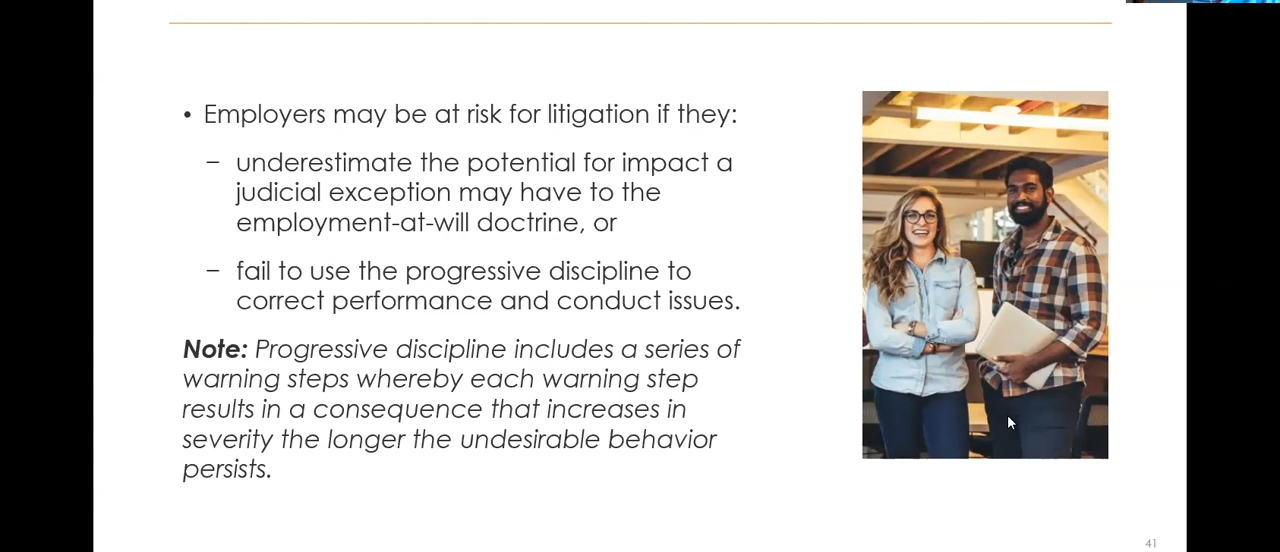 • Employers may be at risk for litigation if they:
– underestimate the potential for impact a
judicial exception may have to the
employment-at-will doctrine, or
– fail to use the progressive discipline to
correct performance and conduct issues.
Note: Progressive discipline includes a series of
warning steps whereby each warning step
results in a consequence that increases in
severity the longer the undesirable behavior
persists.
41